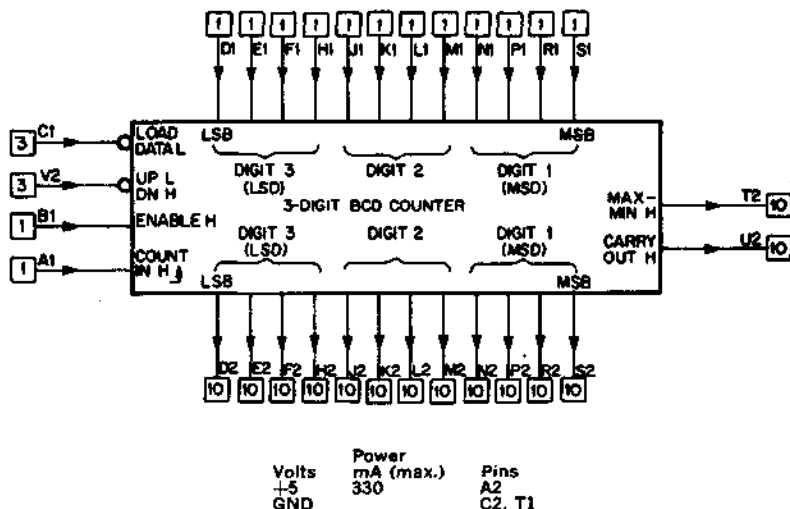 1 1 1 1 1 1 1 1 1 1 1 1
D1 E1 F1 H1 J1 K1 L1 M1 N1 P1 R1 S1
3 C1 LOAD DATA L
LSB MSB
DIGIT 3 (LSD) DIGIT 2 DIGIT 1 (MSD)
3 V2 UP L DN H
3-DIGIT BCD COUNTER
MAX-MIN H T2 10
1 B1 ENABLE H
DIGIT 3 (LSD) DIGIT 2 DIGIT 1 (MSD)
CARRY OUT H U2 10
1 A1 COUNT IN H
LSB MSB
D2 E2 F2 H2 J2 K2 L2 M2 N2 P2 R2 S2
10 10 10 10 10 10 10 10 10 10 10 10
Power
Volts mA (max.) Pins
+5 330 A2
GND C2, T1